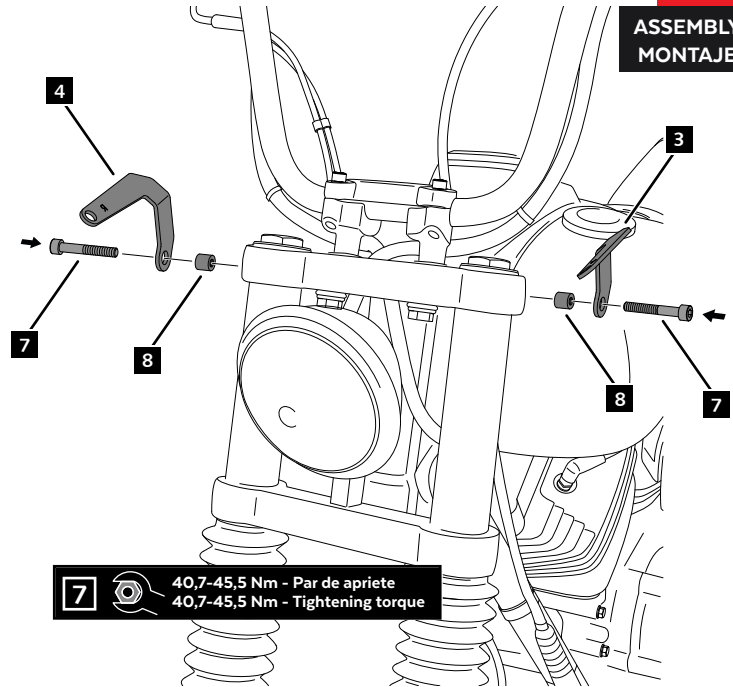 ASSEMBLY
MONTAJE
4
3
7
8
8
7
7
40,7-45,5 Nm - Par de apriete
40,7-45,5 Nm - Tightening torque